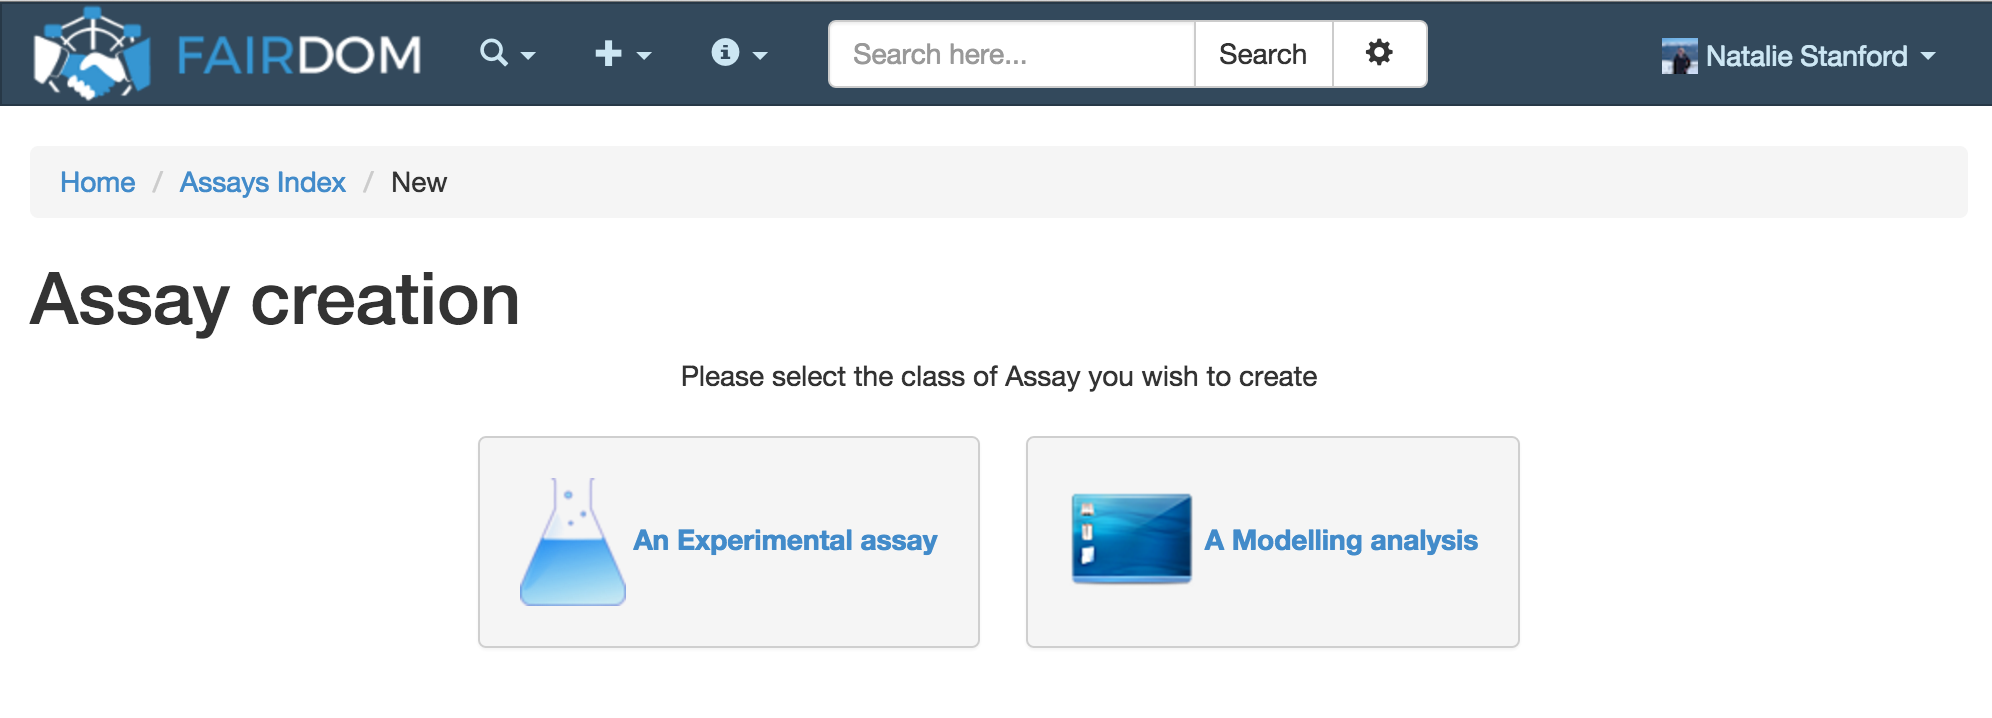 FAIRDOM
Search here...
Search
Natalie Stanford
Home / Assays Index / New
Assay creation
Please select the class of Assay you wish to create
An Experimental assay
A Modelling analysis